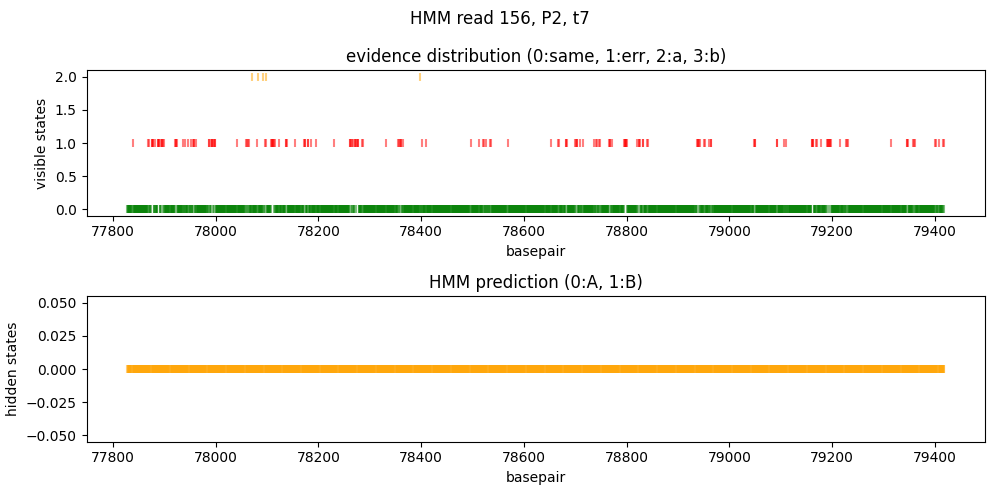 HMM read 156, P2, t7
evidence distribution (0:same, 1:err, 2:a, 3:b)
visible states
2.0
1.5
1.0
0.5
0.0
77800 78000 78200 78400 78600 78800 79000 79200 79400
basepair
HMM prediction (0:A, 1:B)
hidden states
0.050
0.025
0.000
−0.025
−0.050
77800 78000 78200 78400 78600 78800 79000 79200 79400
basepair